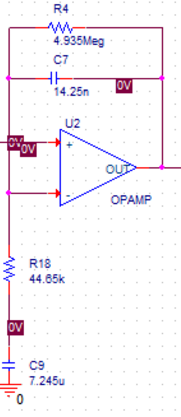 R4
4.935Meg
C7
14.25n
0V
U2
0V
0V
+
OUT
-
OPAMP
R18
44.65k
0V
C9
7.245u
0